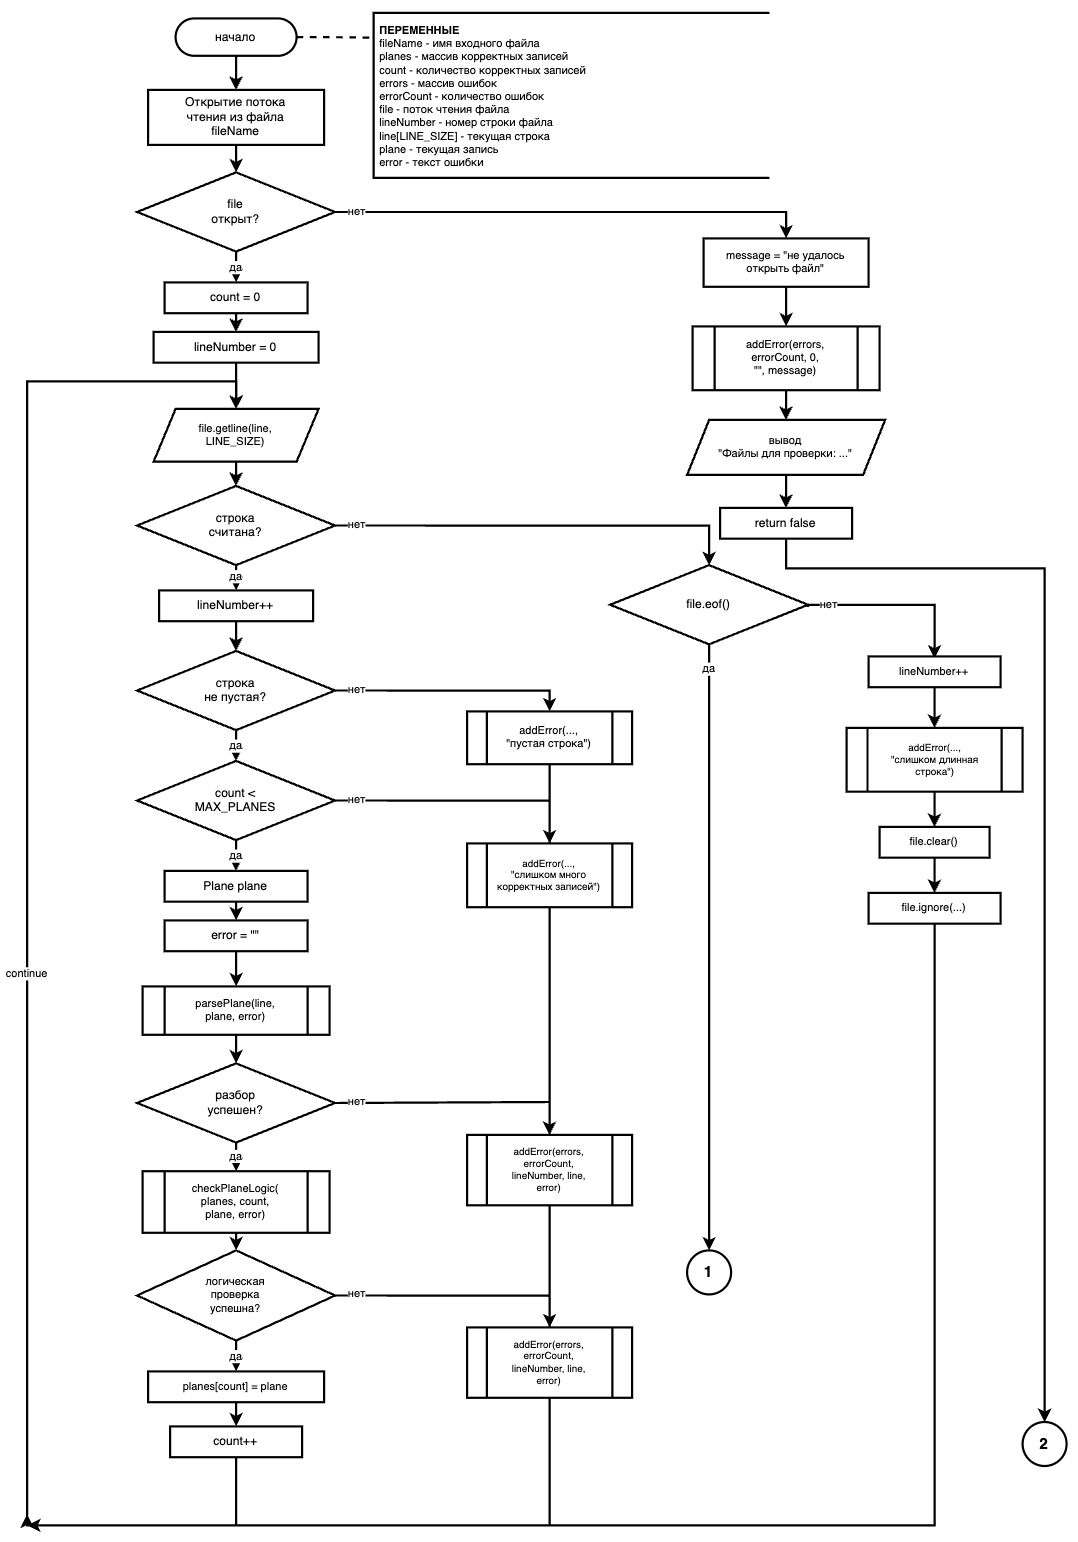 начало
ПЕРЕМЕННЫЕ
fileName - имя входного файла
planes - массив корректных записей
count - количество корректных записей
errors - массив ошибок
errorCount - количество ошибок
file - поток чтения файла
lineNumber - номер строки файла
line[LINE_SIZE] - текущая строка
plane - текущая запись
error - текст ошибки
Открытие потока
чтения из файла
fileName
file
открыт?
нет
да
message = "не удалось
открыть файл"
count = 0
lineNumber = 0
addError(errors,
errorCount, 0,
"", message)
file.getline(line,
LINE_SIZE)
вывод
"Файлы для проверки: ..."
строка
считана?
нет
да
return false
lineNumber++
file.eof()
нет
да
строка
не пустая?
нет
да
lineNumber++
addError(...,
"пустая строка")
addError(...,
"слишком длинная
строка")
count <
MAX_PLANES
нет
да
file.clear()
addError(...,
"слишком много
корректных записей")
Plane plane
file.ignore(...)
error = ""
continue
parsePlane(line,
plane, error)
разбор
успешен?
нет
да
addError(errors,
errorCount,
lineNumber, line,
error)
checkPlaneLogic(
planes, count,
plane, error)
1
логическая
проверка
успешна?
нет
да
addError(errors,
errorCount,
lineNumber, line,
error)
planes[count] = plane
count++
2